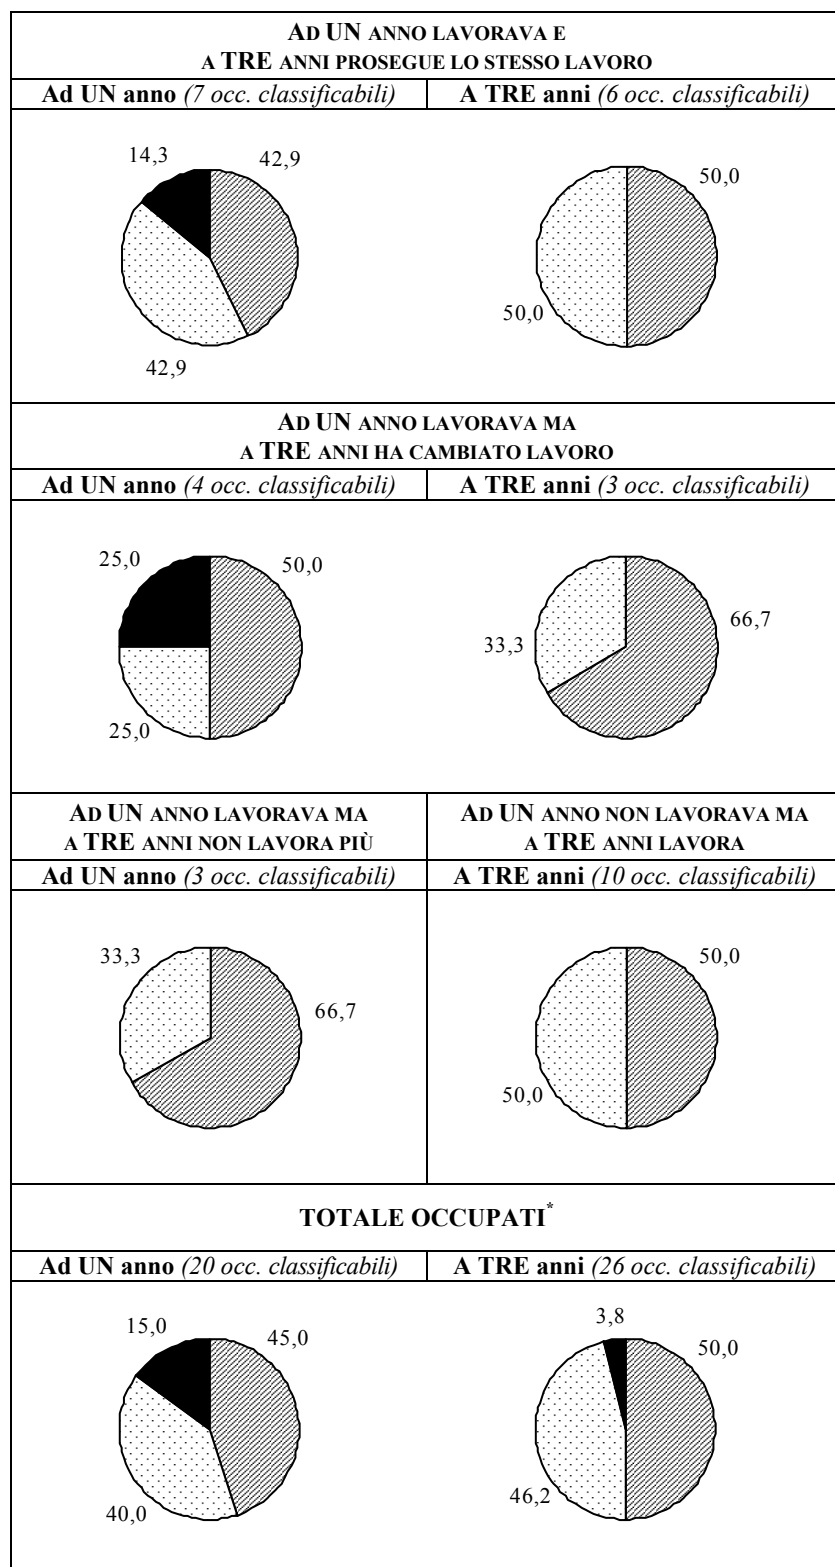 AD UN ANNO LAVORAVA E
A TRE ANNI PROSEGUE LO STESSO LAVORO
Ad UN anno (7 occ. classificabili)
A TRE anni (6 occ. classificabili)
14,3
42,9
42,9
50,0
50,0
AD UN ANNO LAVORAVA MA
A TRE ANNI HA CAMBIATO LAVORO
Ad UN anno (4 occ. classificabili)
A TRE anni (3 occ. classificabili)
25,0
50,0
25,0
33,3
66,7
AD UN ANNO LAVORAVA MA
A TRE ANNI NON LAVORA PIÙ
AD UN ANNO NON LAVORAVA MA
A TRE ANNI LAVORA
Ad UN anno (3 occ. classificabili)
A TRE anni (10 occ. classificabili)
33,3
66,7
50,0
50,0
TOTALE OCCUPATI*
Ad UN anno (20 occ. classificabili)
A TRE anni (26 occ. classificabili)
15,0
45,0
40,0
3,8
50,0
46,2